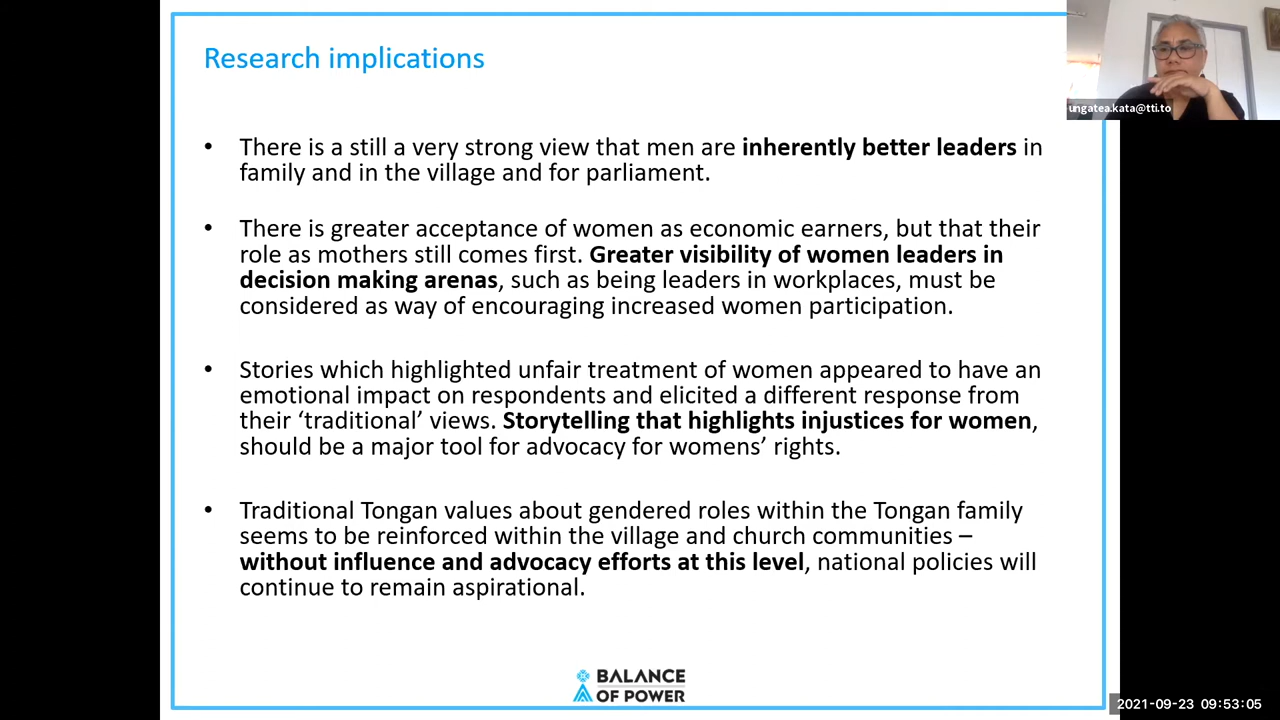 Research implications
ungatea.kata@tti.to
• There is a still a very strong view that men are inherently better leaders in
family and in the village and for parliament.
• There is greater acceptance of women as economic earners, but that their
role as mothers still comes first. Greater visibility of women leaders in
decision making arenas, such as being leaders in workplaces, must be
considered as way of encouraging increased women participation.
• Stories which highlighted unfair treatment of women appeared to have an
emotional impact on respondents and elicited a different response from
their ‘traditional’ views. Storytelling that highlights injustices for women,
should be a major tool for advocacy for womens’ rights.
• Traditional Tongan values about gendered roles within the Tongan family
seems to be reinforced within the village and church communities –
without influence and advocacy efforts at this level, national policies will
continue to remain aspirational.
BALANCE
OF POWER
2021-09-23 09:53:05